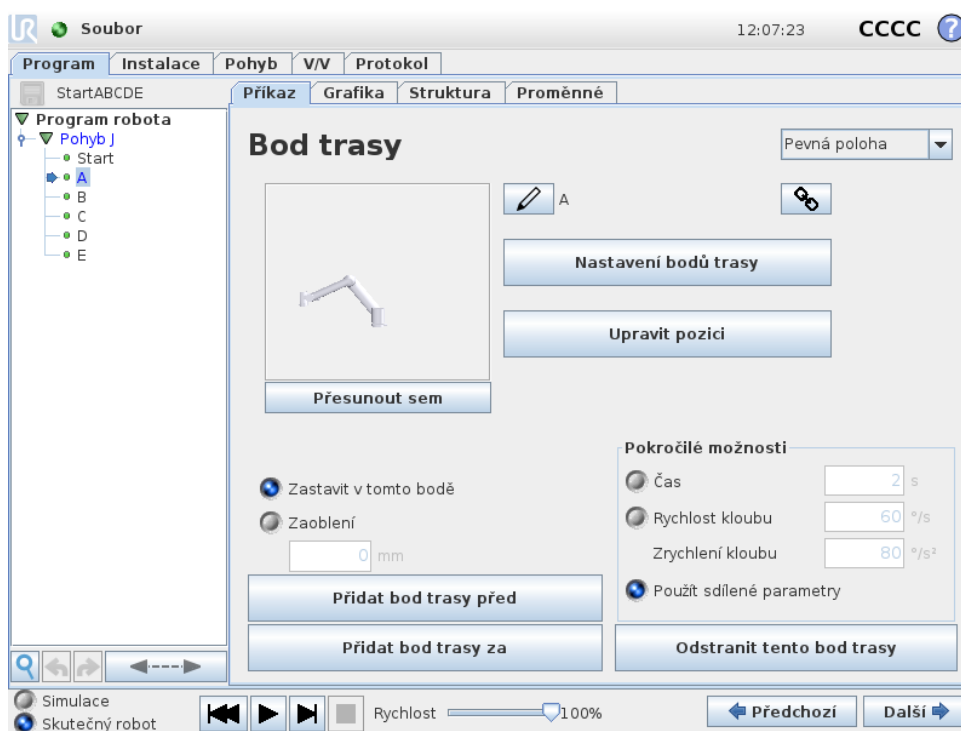 UR Soubor 12:07:23 CCCC ?
Program Instalace Pohyb V/V Protokol
StartABCDE Příkaz Grafika Struktura Proměnné
Program robota
Pohyb J
Start
A
B
C
D
E
Bod trasy Pevná poloha
A
Nastavení bodů trasy
Upravit pozici
Přesunout sem
Zastavit v tomto bodě
Zaoblení
0 mm
Pokročilé možnosti
Čas 2 s
Rychlost kloubu 60 °/s
Zrychlení kloubu 80 °/s²
Použít sdílené parametry
Přidat bod trasy před
Přidat bod trasy za
Odstranit tento bod trasy
Simulace
Skutečný robot
Rychlost 100%
Předchozí Další